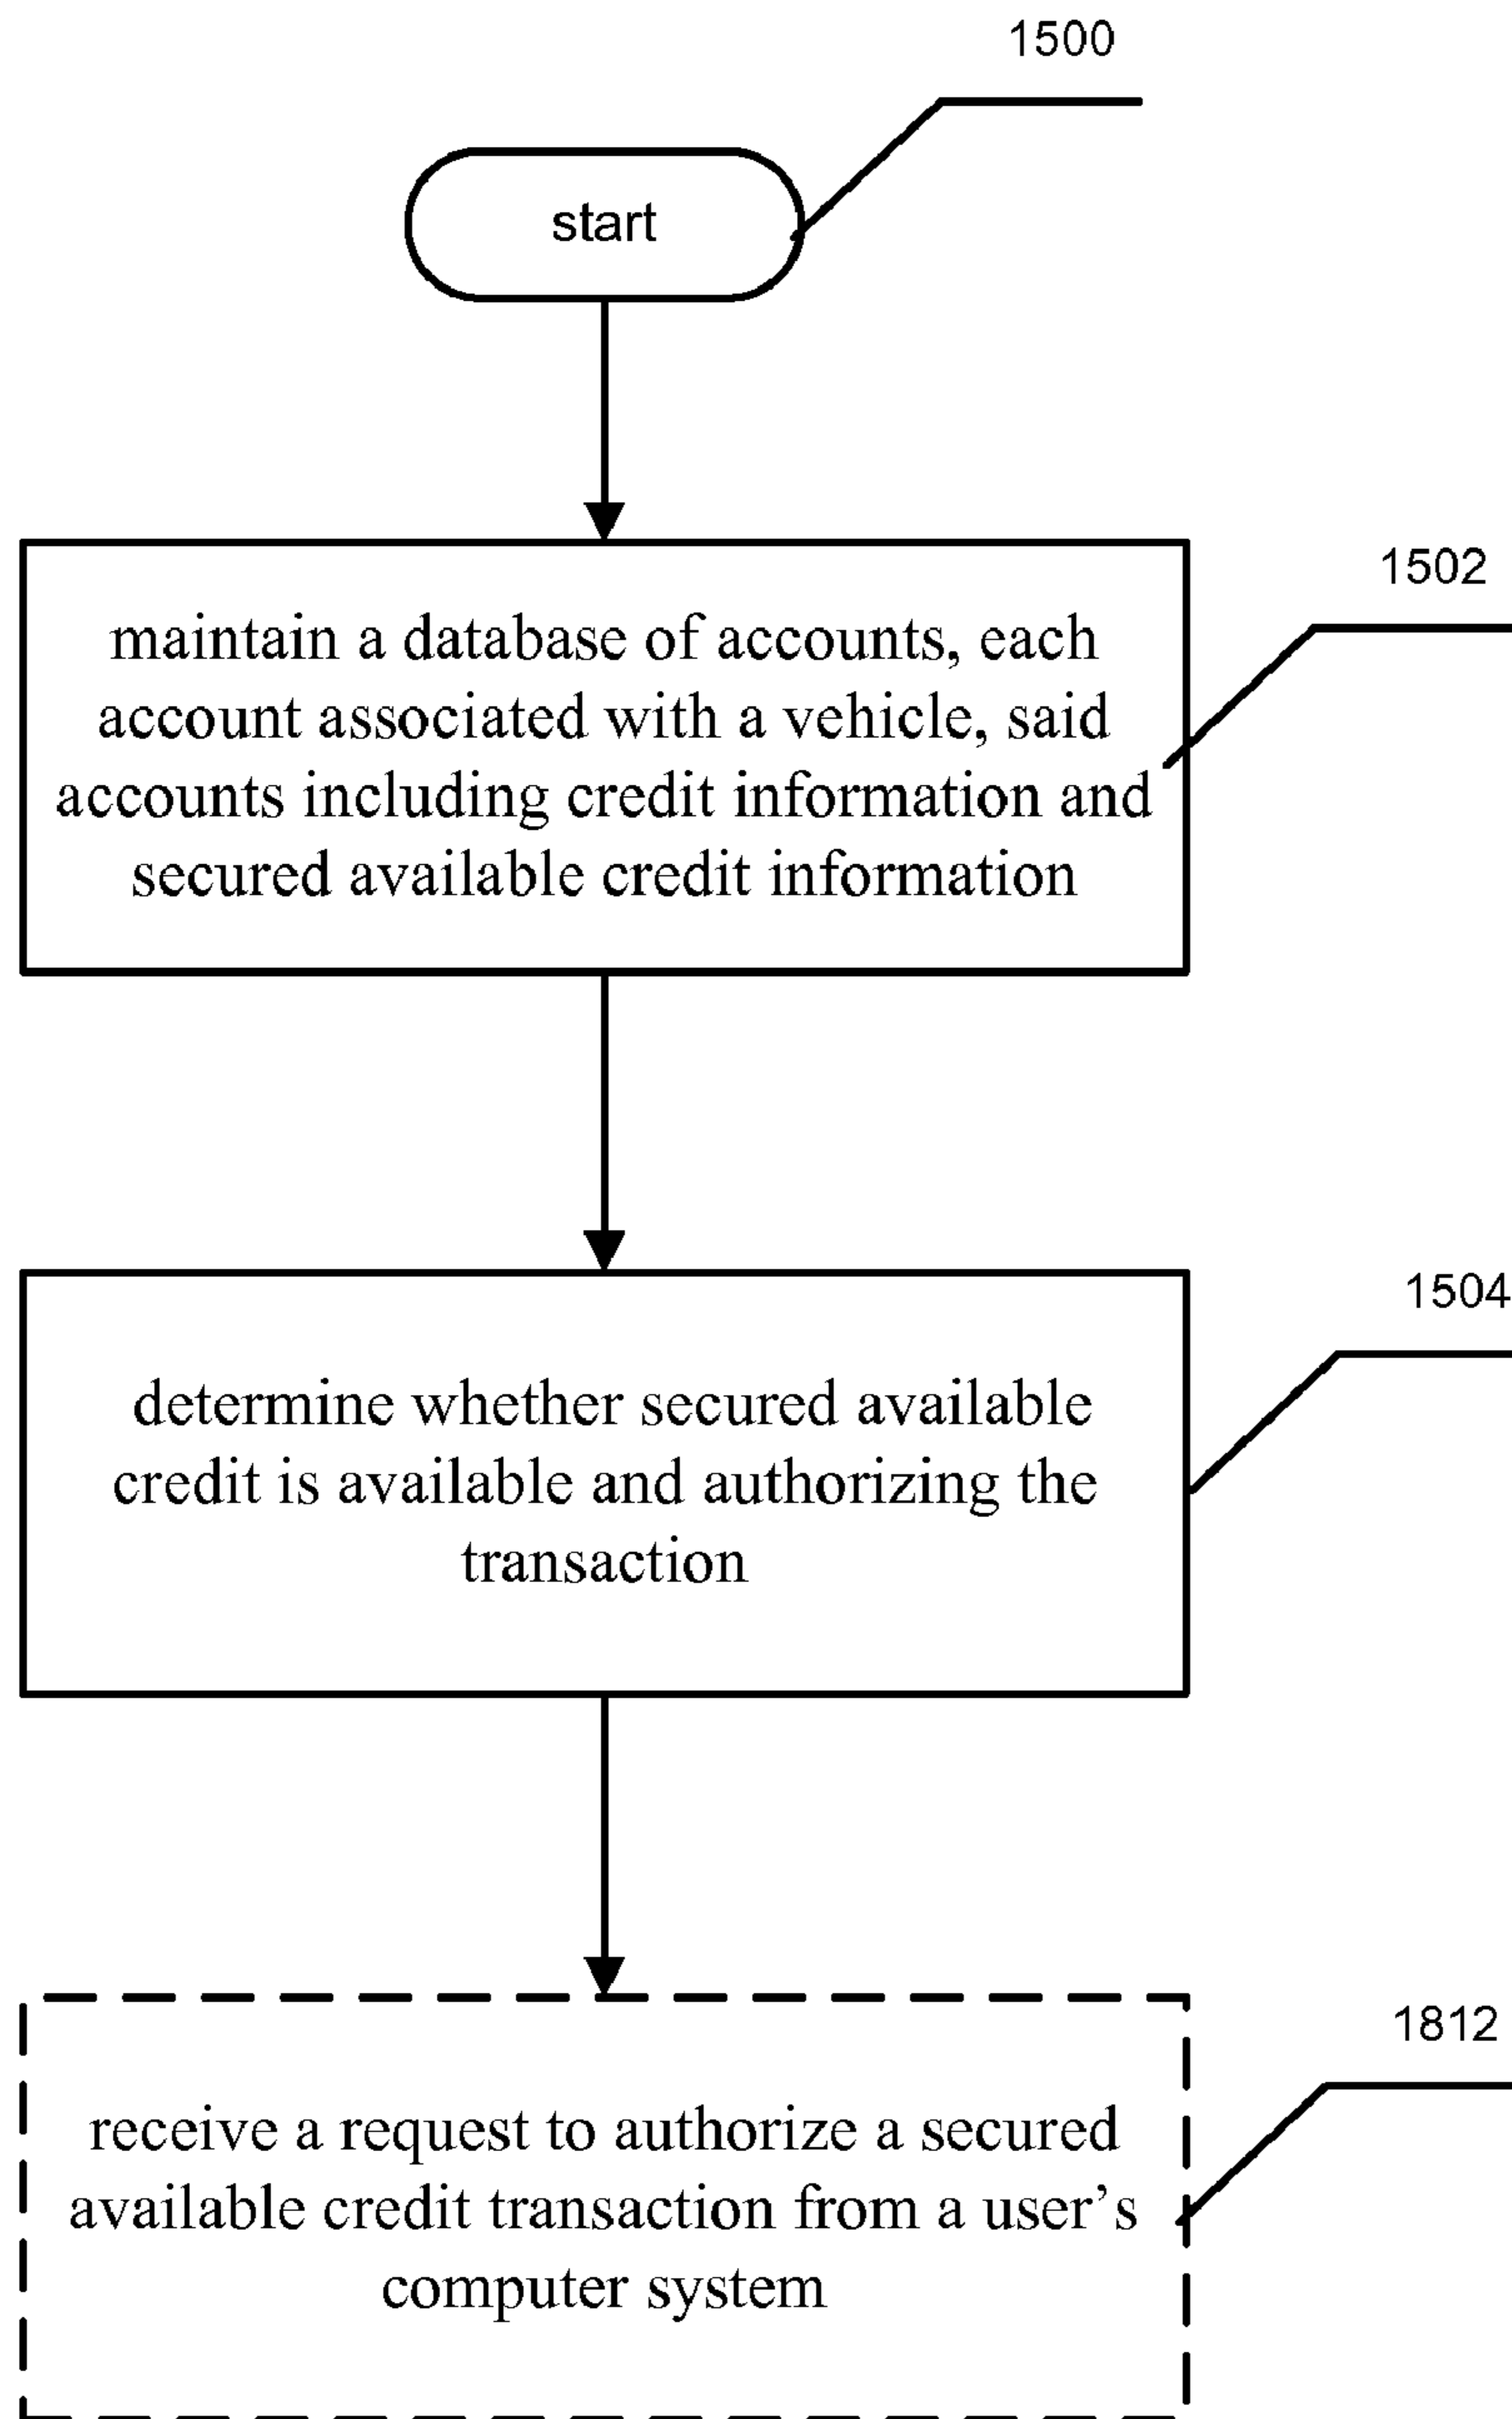 1500
start
1502
maintain a database of accounts, each
account associated with a vehicle, said
accounts including credit information and
secured available credit information
1504
determine whether secured available
credit is available and authorizing the
transaction
1812
receive a request to authorize a secured
available credit transaction from a user’s
computer system